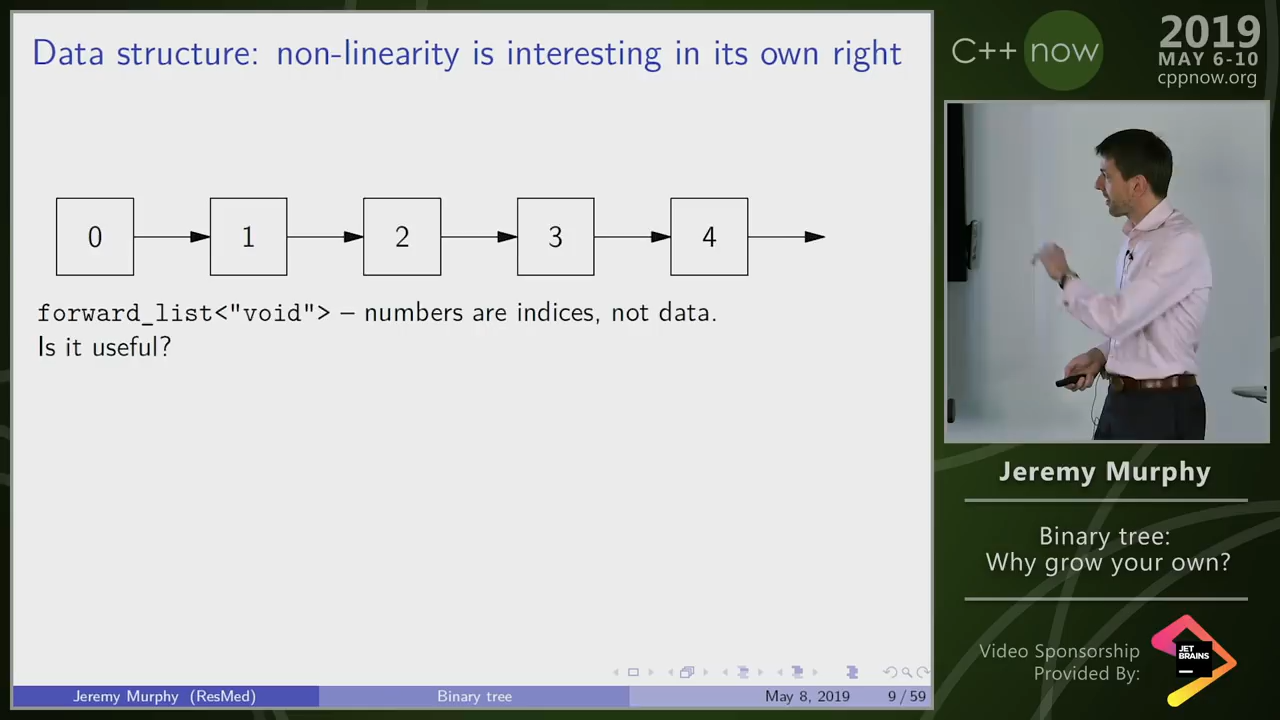 Data structure: non-linearity is interesting in its own right
0 1 2 3 4
forward_list<"void"> – numbers are indices, not data.
Is it useful?
Jeremy Murphy (ResMed) Binary tree May 8, 2019 9 / 59
C++ now
2019
MAY 6-10
cppnow.org
Jeremy Murphy
Binary tree:
Why grow your own?
Video Sponsorship
Provided By:
JET
BRAINS